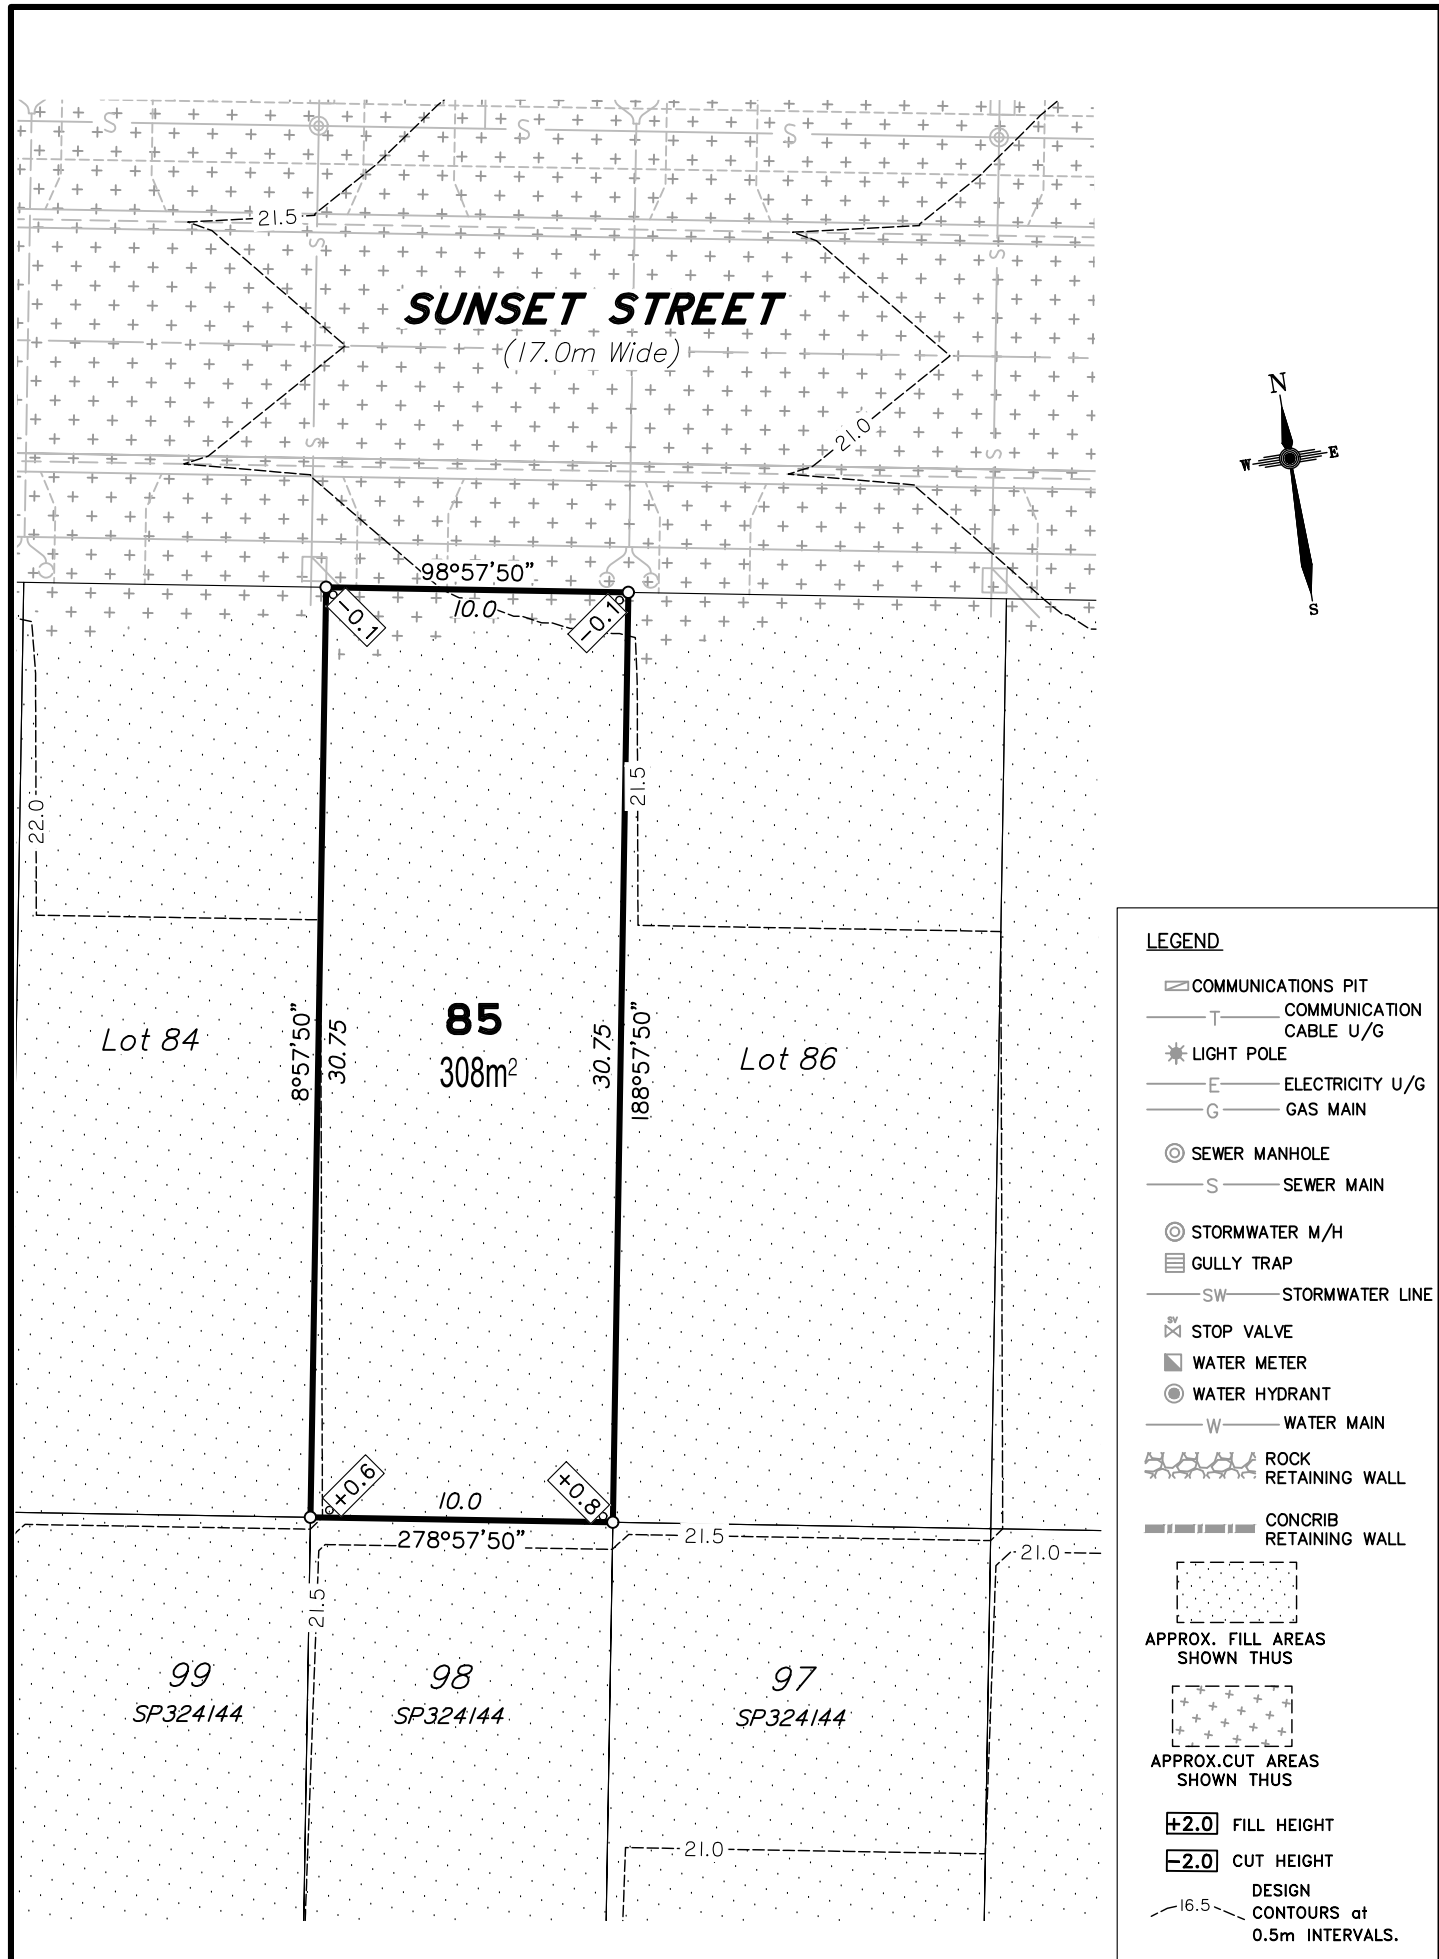 S
S
S
21.5
S
S
SUNSET STREET
(17.0m Wide)
N
W
E
S
21.0
S
S
98°57'50"
10.0
-0.1
-0.1
22.0
21.5
85
308m²
Lot 84
8°57'50"
30.75
30.75
188°57'50"
Lot 86
+0.6
10.0
+0.8
278°57'50"
21.5
21.0
21.5
99
SP324144
98
SP324144
97
SP324144
21.0
LEGEND
COMMUNICATIONS PIT
T
COMMUNICATION
CABLE U/G
LIGHT POLE
E
ELECTRICITY U/G
G
GAS MAIN
SEWER MANHOLE
S
SEWER MAIN
STORMWATER M/H
GULLY TRAP
SW
STORMWATER LINE
SV
STOP VALVE
WATER METER
WATER HYDRANT
W
WATER MAIN
ROCK
RETAINING WALL
CONCRIB
RETAINING WALL
APPROX. FILL AREAS
SHOWN THUS
APPROX.CUT AREAS
SHOWN THUS
+2.0 FILL HEIGHT
-2.0 CUT HEIGHT
16.5
DESIGN
CONTOURS at
0.5m INTERVALS.